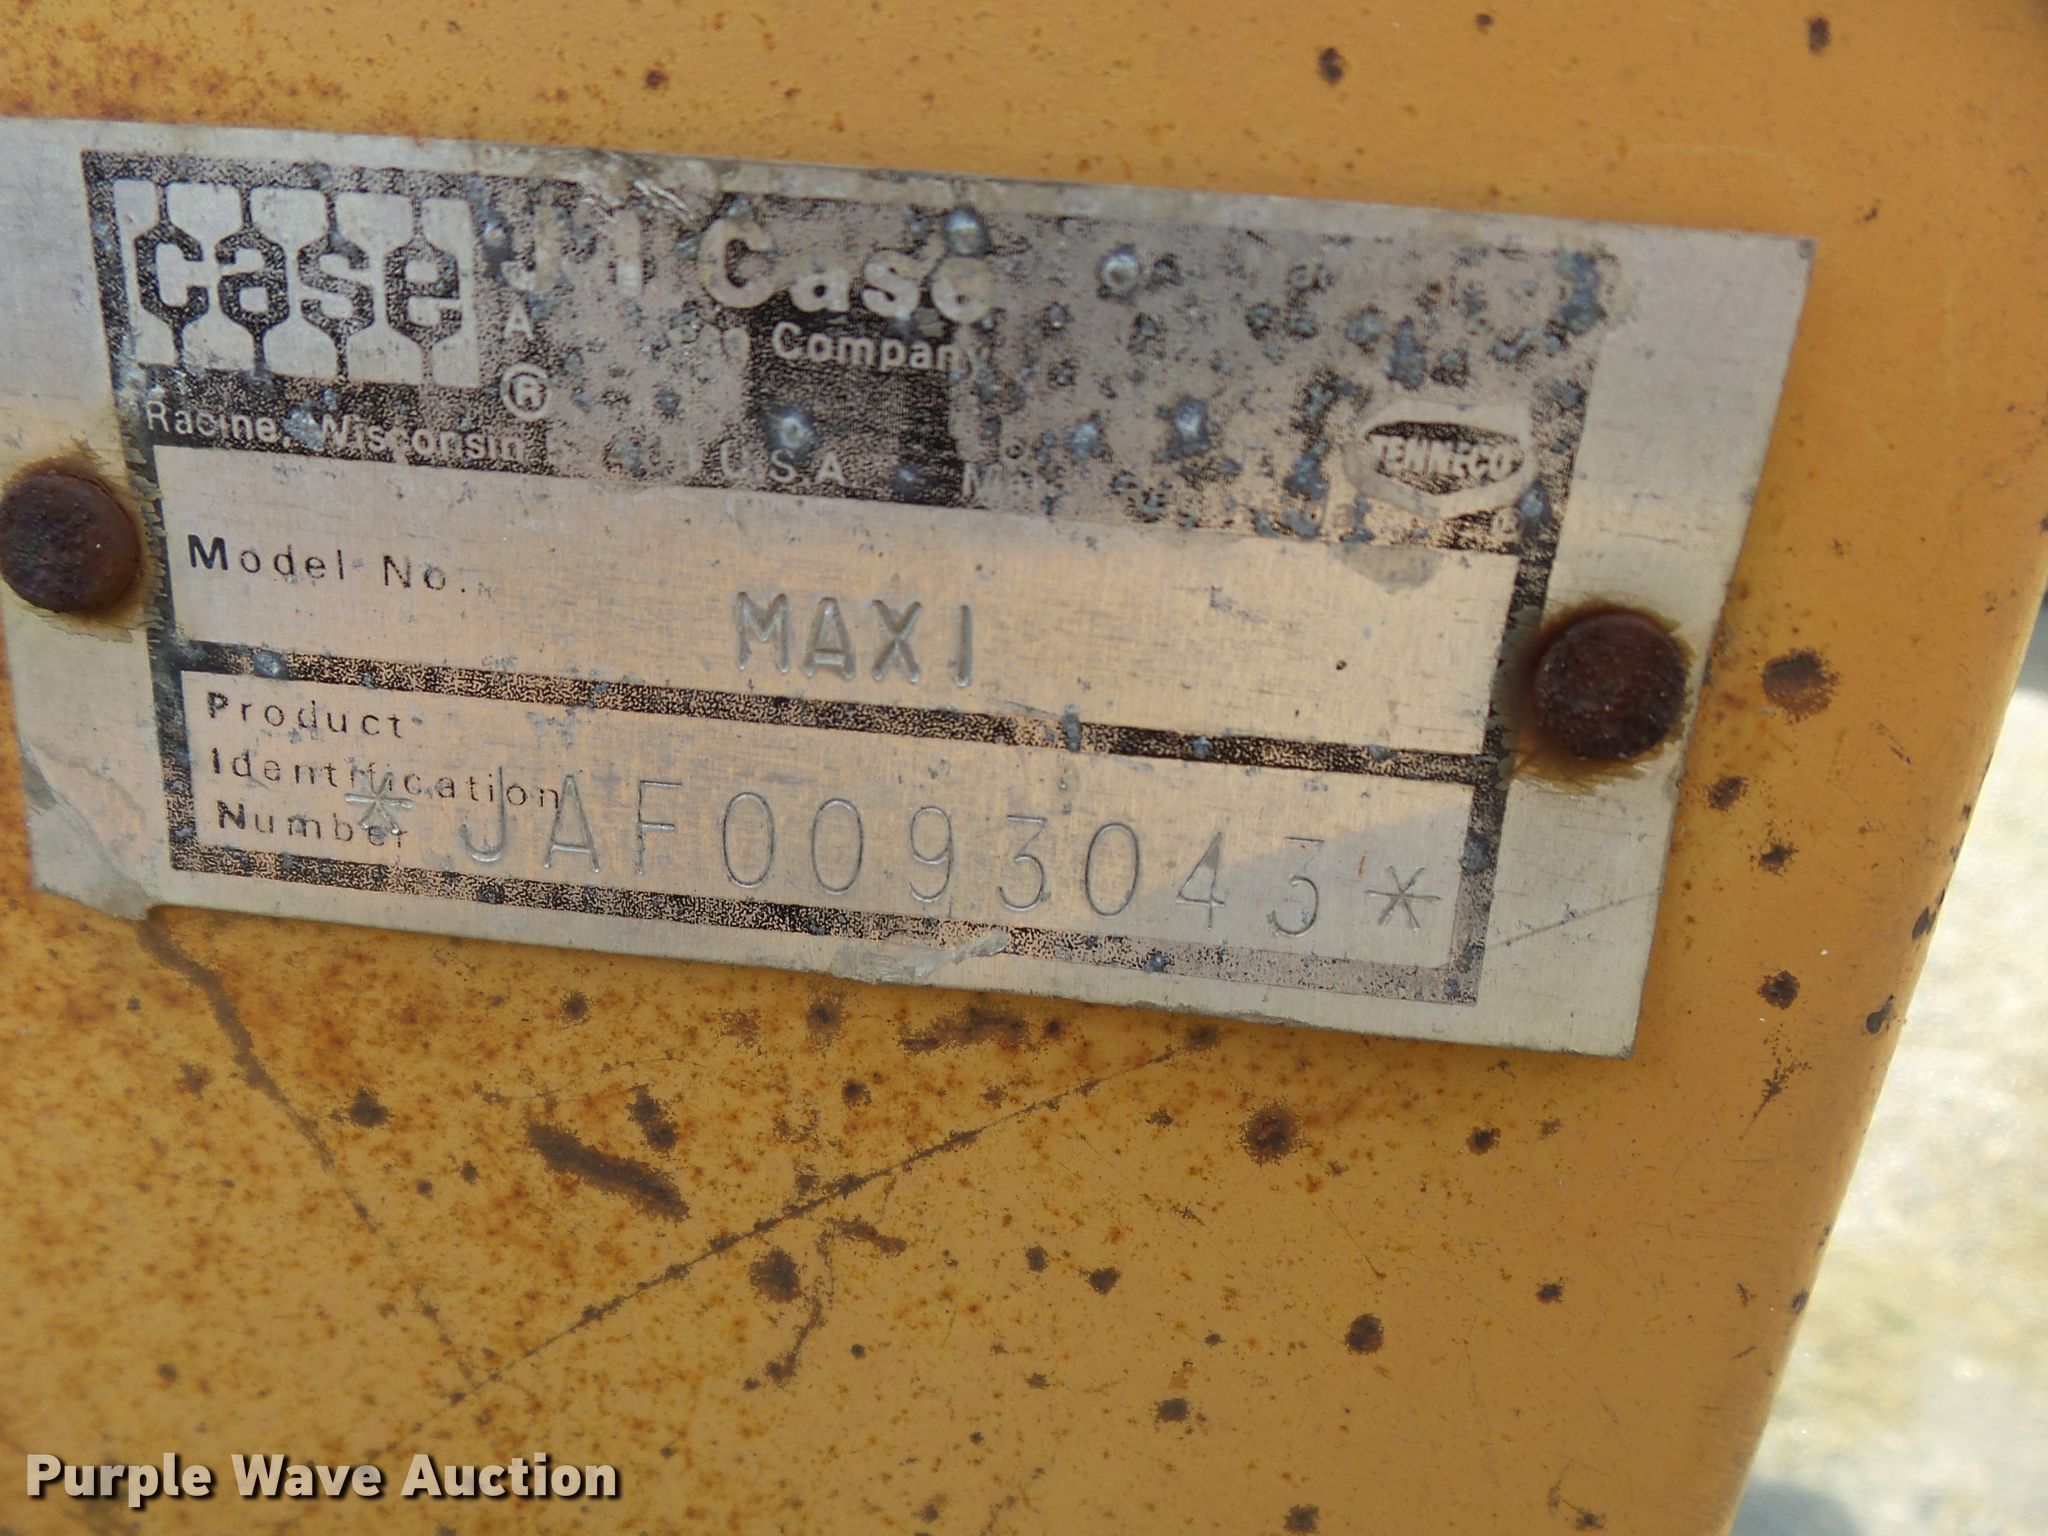 case
J I Case
A
Company
®
Racine, Wisconsin
U.S.A.
TENNECO
Model No.
MAXI
Product
Identification
Number
*JAF0093043*
Purple Wave Auction